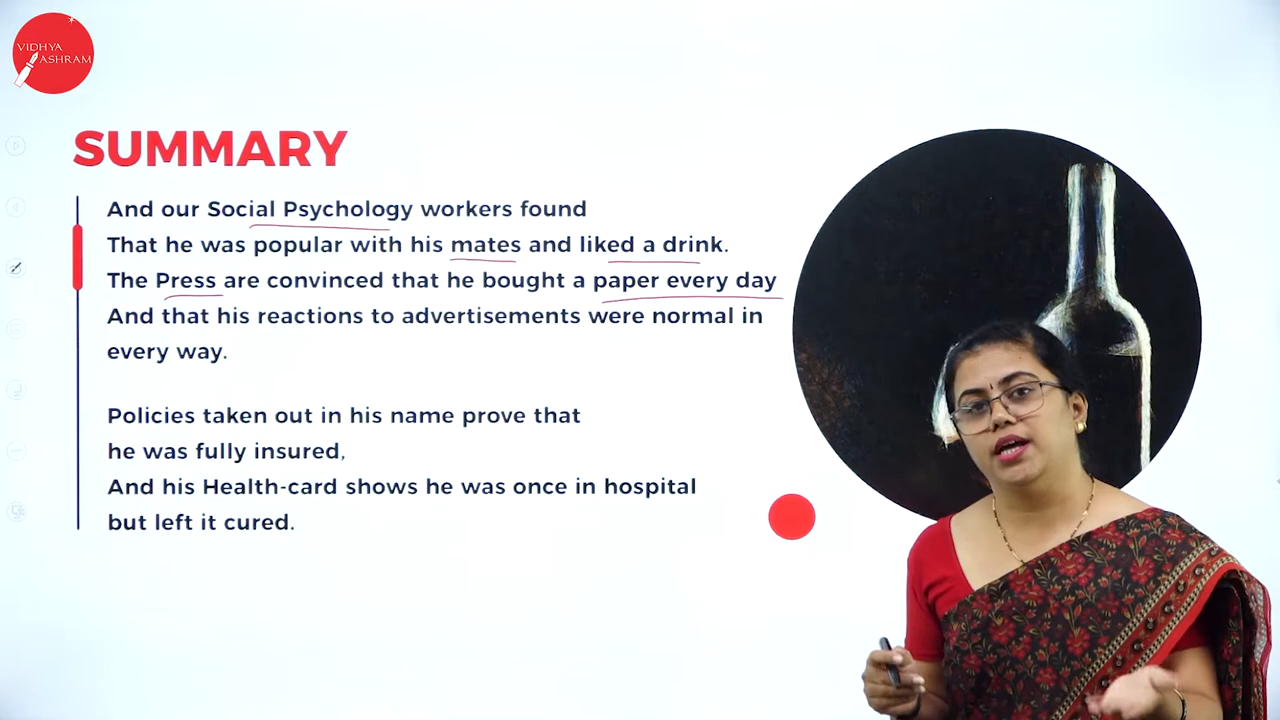 VIDHYA
ASHRAM
SUMMARY
And our Social Psychology workers found
That he was popular with his mates and liked a drink.
The Press are convinced that he bought a paper every day
And that his reactions to advertisements were normal in
every way.
Policies taken out in his name prove that
he was fully insured,
And his Health-card shows he was once in hospital
but left it cured.